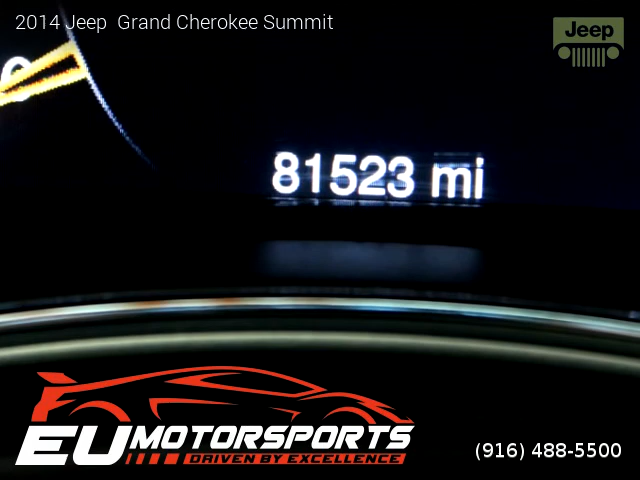 2014 Jeep Grand Cherokee Summit
Jeep
81523 mi
EU MOTORSPORTS
DRIVEN BY EXCELLENCE
(916) 488-5500